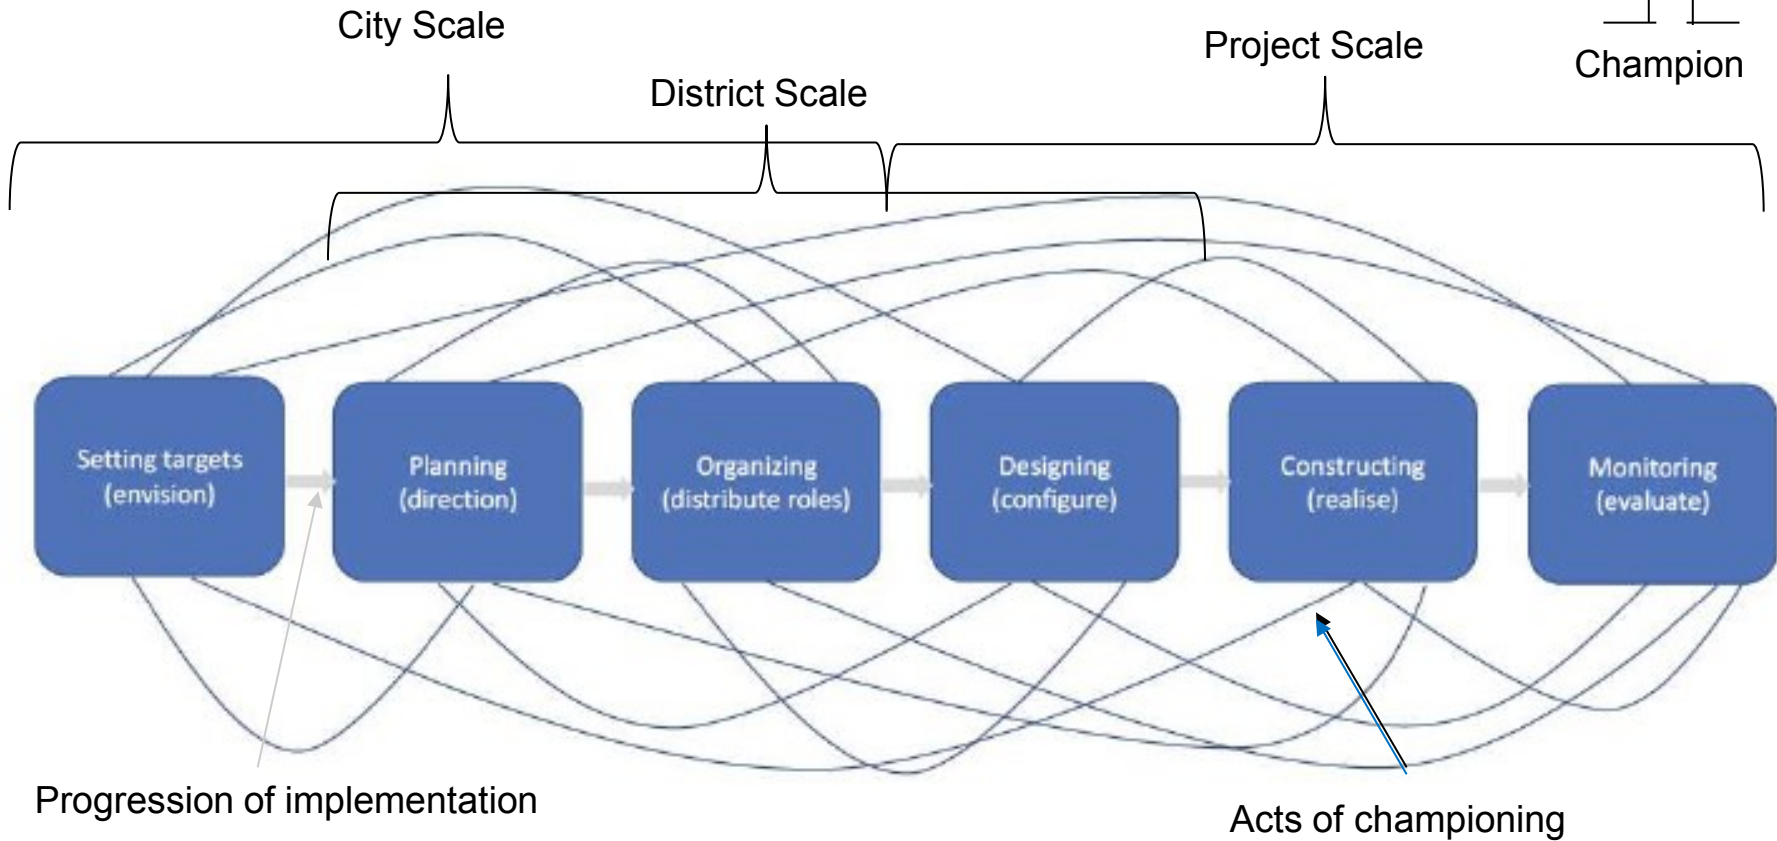 City Scale
Project Scale
Champion
District Scale
Setting targets
(envision)
Planning
(direction)
Organizing
(distribute roles)
Designing
(configure)
Constructing
(realise)
Monitoring
(evaluate)
Progression of implementation
Acts of championing